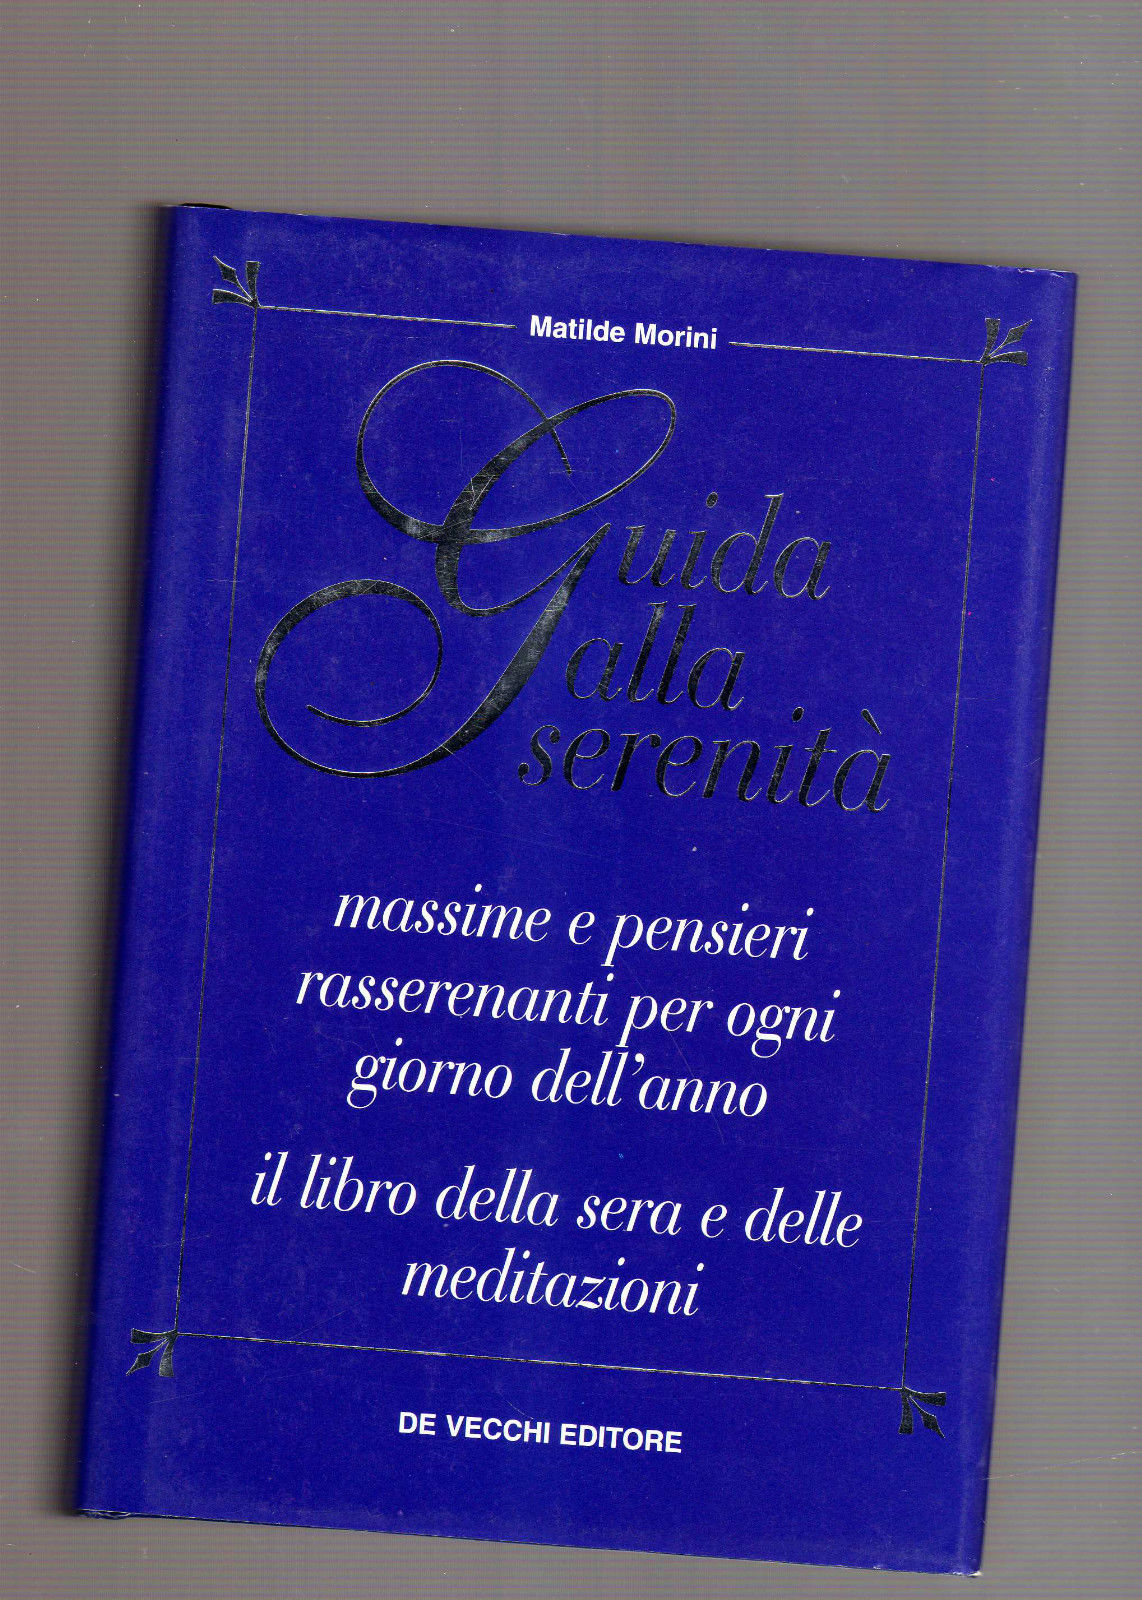 Matilde Morini
Guida
alla
serenità
massime e pensieri
rasserenanti per ogni
giorno dell'anno
il libro della sera e delle
meditazioni
DE VECCHI EDITORE